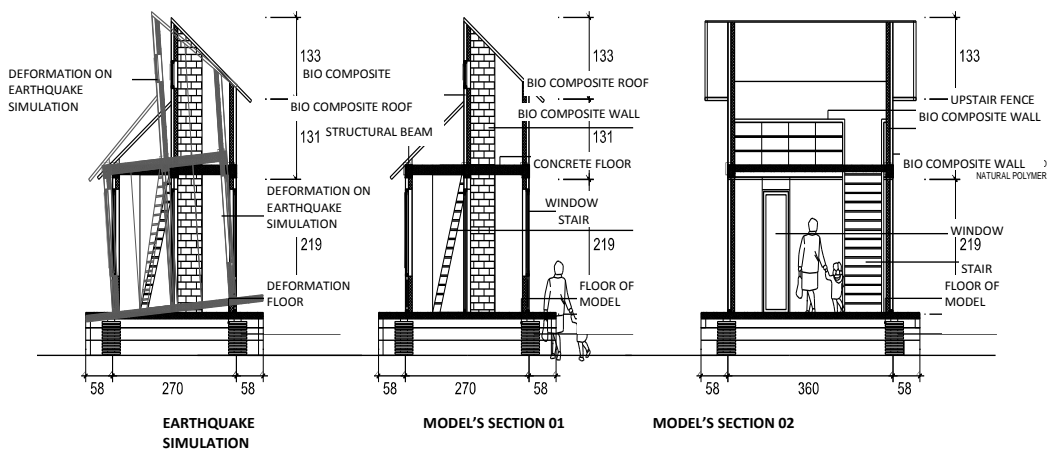 133
DEFORMATION ON
EARTHQUAKE
SIMULATION
BIO COMPOSITE
BIO COMPOSITE ROOF
131
STRUCTURAL BEAM
DEFORMATION ON
EARTHQUAKE
SIMULATION
219
DEFORMATION
FLOOR
58
270
58
EARTHQUAKE
SIMULATION
133
BIO COMPOSITE ROOF
BIO COMPOSITE WALL
131
CONCRETE FLOOR
WINDOW
STAIR
219
FLOOR OF
MODEL
58
270
58
MODEL’S SECTION 01
133
UPSTAIR FENCE
BIO COMPOSITE WALL
BIO COMPOSITE WALL
NATURAL POLYMER
WINDOW
219
STAIR
FLOOR OF
MODEL
58
360
58
MODEL’S SECTION 02